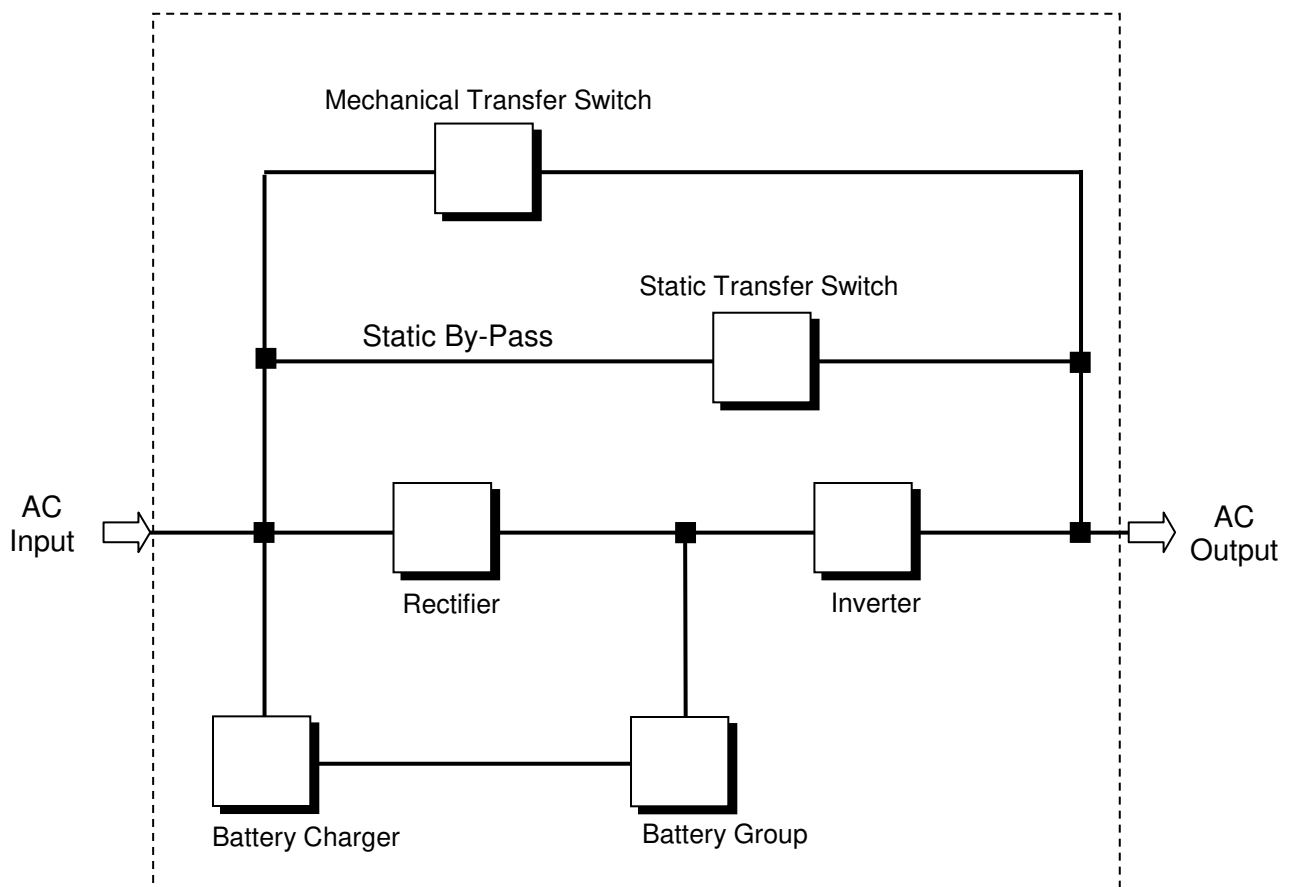 Mechanical Transfer Switch
Static Transfer Switch
Static By-Pass
AC
Input
AC
Output
Rectifier
Inverter
Battery Charger
Battery Group